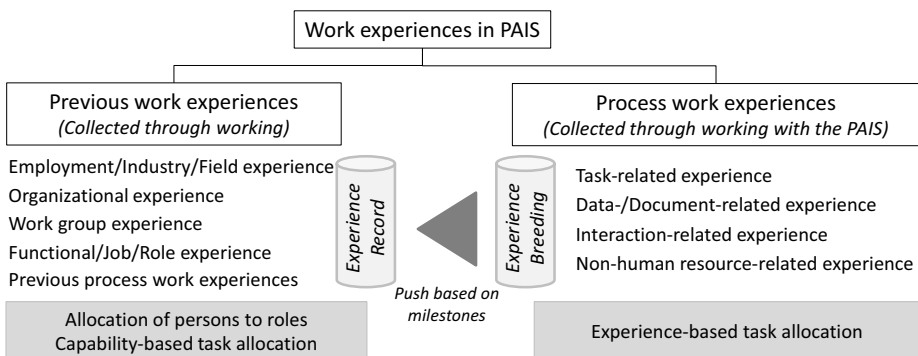 Work experiences in PAIS
Previous work experiences
(Collected through working)
Process work experiences
(Collected through working with the PAIS)
Employment/Industry/Field experience
Organizational experience
Work group experience
Functional/Job/Role experience
Previous process work experiences
Experience
Record
Push based on
milestones
Experience
Breeding
Task-related experience
Data-/Document-related experience
Interaction-related experience
Non-human resource-related experience
Allocation of persons to roles
Capability-based task allocation
Experience-based task allocation